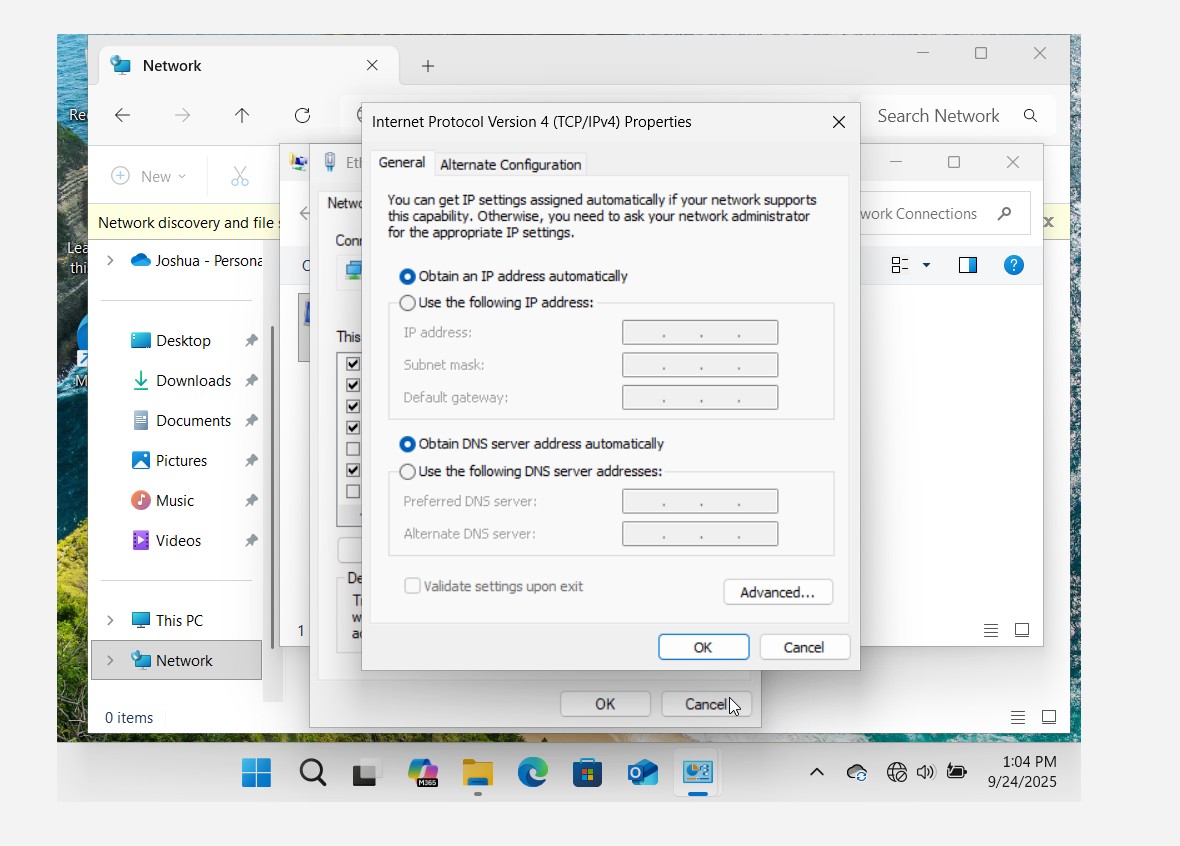 Network
Search Network
Internet Protocol Version 4 (TCP/IPv4) Properties
New
General
Alternate Configuration
You can get IP settings assigned automatically if your network supports
this capability. Otherwise, you need to ask your network administrator
for the appropriate IP settings.
Network discovery and file
work Connections
Joshua - Persona
Obtain an IP address automatically
Use the following IP address:
IP address:
Subnet mask:
Default gateway:
This
Desktop
Downloads
Documents
Pictures
Music
Videos
Obtain DNS server address automatically
Use the following DNS server addresses:
Preferred DNS server:
Alternate DNS server:
Validate settings upon exit
Advanced...
This PC
Network
1
OK
Cancel
OK
Cancel
0 items
M365
1:04 PM
9/24/2025